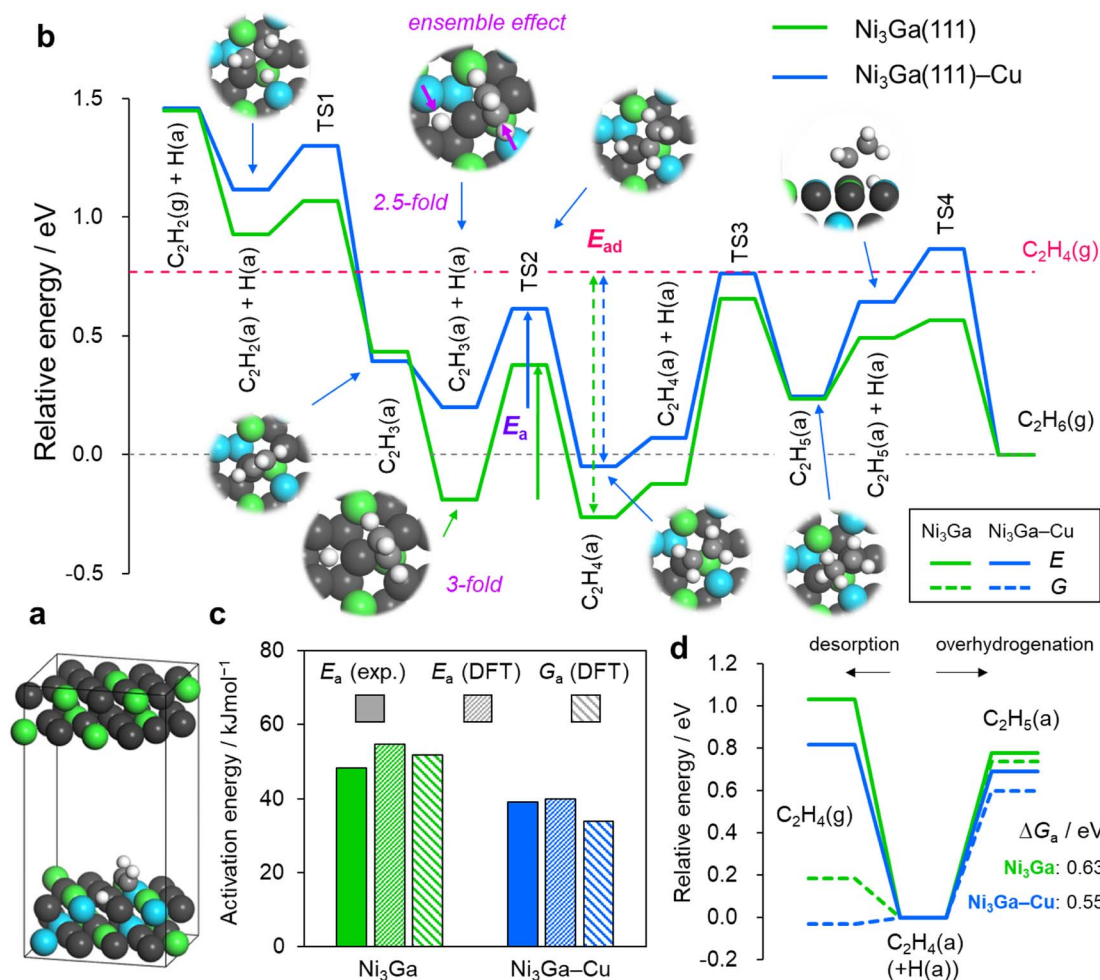 b
ensemble effect
Ni₃Ga(111)
Ni₃Ga(111)–Cu
Relative energy / eV
1.5
1.0
0.5
0.0
-0.5
C₂H₂(g) + H(a)
C₂H₂(a) + H(a)
TS1
C₂H₃(a)
2.5-fold
C₂H₃(a) + H(a)
3-fold
TS2
Eₐ
C₂H₄(a)
E_ad
C₂H₄(a) + H(a)
TS3
C₂H₅(a)
C₂H₅(a) + H(a)
TS4
C₂H₄(g)
C₂H₆(g)
Ni₃Ga Ni₃Ga–Cu
E
G
a
c
Activation energy / kJmol⁻¹
80
60
40
20
0
Eₐ (exp.) Eₐ (DFT) Gₐ (DFT)
Ni₃Ga Ni₃Ga–Cu
d
desorption overhydrogenation
Relative energy / eV
1.2
1.0
0.8
0.6
0.4
0.2
0.0
C₂H₄(g)
C₂H₅(a)
ΔGₐ / eV
Ni₃Ga: 0.63
Ni₃Ga–Cu: 0.55
C₂H₄(a)
(+H(a))